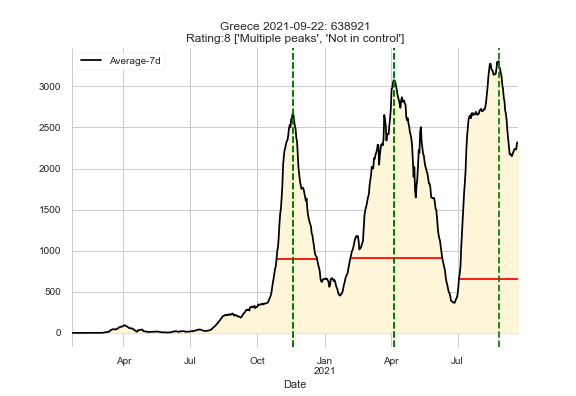 Greece 2021-09-22: 638921
Rating:8 ['Multiple peaks', 'Not in control']
Average-7d
3000
2500
2000
1500
1000
500
0
Apr
Jul
Oct
Jan
2021
Apr
Jul
Date